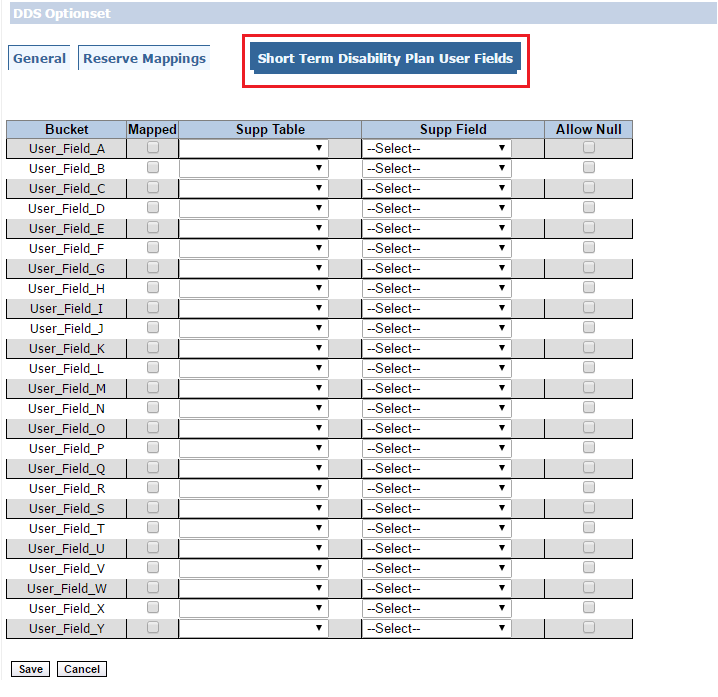 DDS Optionset
General Reserve Mappings Short Term Disability Plan User Fields
Bucket Mapped Supp Table Supp Field Allow Null
User_Field_A --Select--
User_Field_B --Select--
User_Field_C --Select--
User_Field_D --Select--
User_Field_E --Select--
User_Field_F --Select--
User_Field_G --Select--
User_Field_H --Select--
User_Field_I --Select--
User_Field_J --Select--
User_Field_K --Select--
User_Field_L --Select--
User_Field_M --Select--
User_Field_N --Select--
User_Field_O --Select--
User_Field_P --Select--
User_Field_Q --Select--
User_Field_R --Select--
User_Field_S --Select--
User_Field_T --Select--
User_Field_U --Select--
User_Field_V --Select--
User_Field_W --Select--
User_Field_X --Select--
User_Field_Y --Select--
Save Cancel